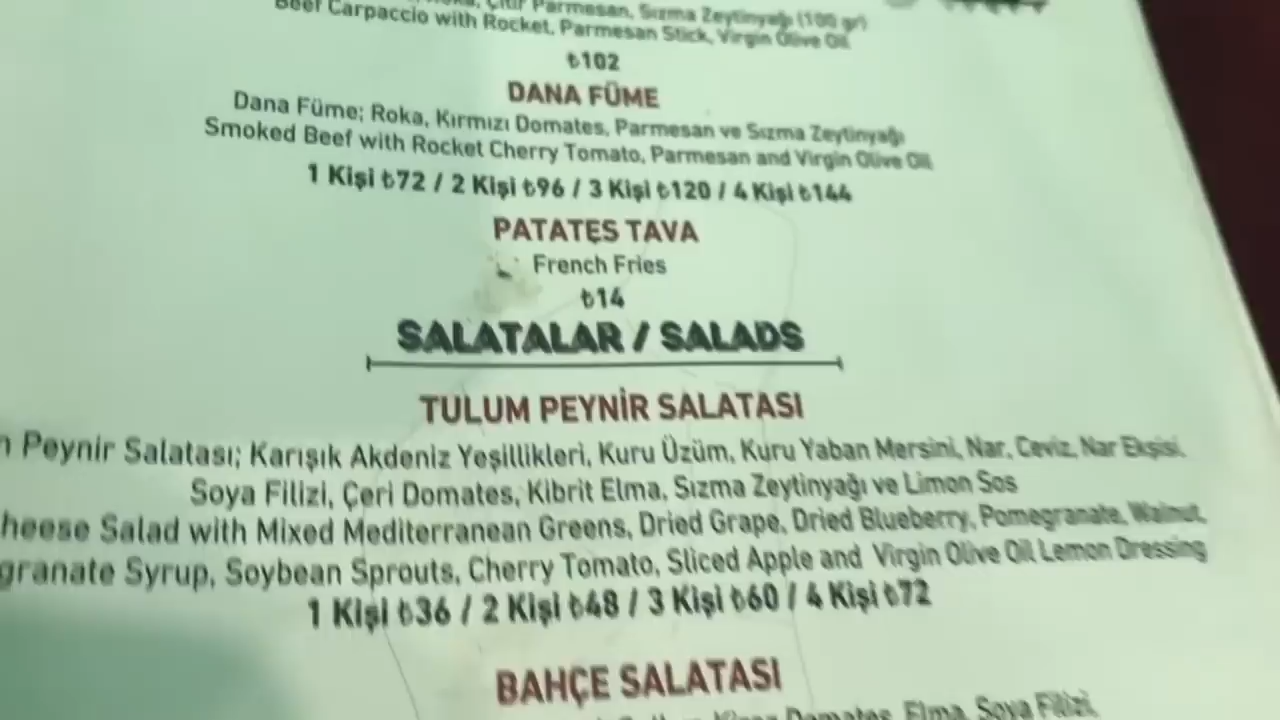 Parmesan, Sızma Zeytinyağı (100 gr)
Beef Carpaccio with Rocket, Parmesan Stick, Virgin Olive Oil
₺102
DANA FÜME
Dana Füme; Roka, Kırmızı Domates, Parmesan ve Sızma Zeytinyağı
Smoked Beef with Rocket Cherry Tomato, Parmesan and Virgin Olive Oil
1 Kişi ₺72 / 2 Kişi ₺96 / 3 Kişi ₺120 / 4 Kişi ₺144
PATATES TAVA
French Fries
₺14
SALATALAR / SALADS
TULUM PEYNİR SALATASI
Peynir Salatası; Karışık Akdeniz Yeşillikleri, Kuru Üzüm, Kuru Yaban Mersini, Nar, Ceviz, Nar Ekşisi,
Soya Filizi, Çeri Domates, Kibrit Elma, Sızma Zeytinyağı ve Limon Sos
heese Salad with Mixed Mediterranean Greens, Dried Grape, Dried Blueberry, Pomegranate, Walnut,
granate Syrup, Soybean Sprouts, Cherry Tomato, Sliced Apple and Virgin Olive Oil Lemon Dressing
1 Kişi ₺36 / 2 Kişi ₺48 / 3 Kişi ₺60 / 4 Kişi ₺72
BAHÇE SALATASI
Domates, Elma, Soya Filizi,